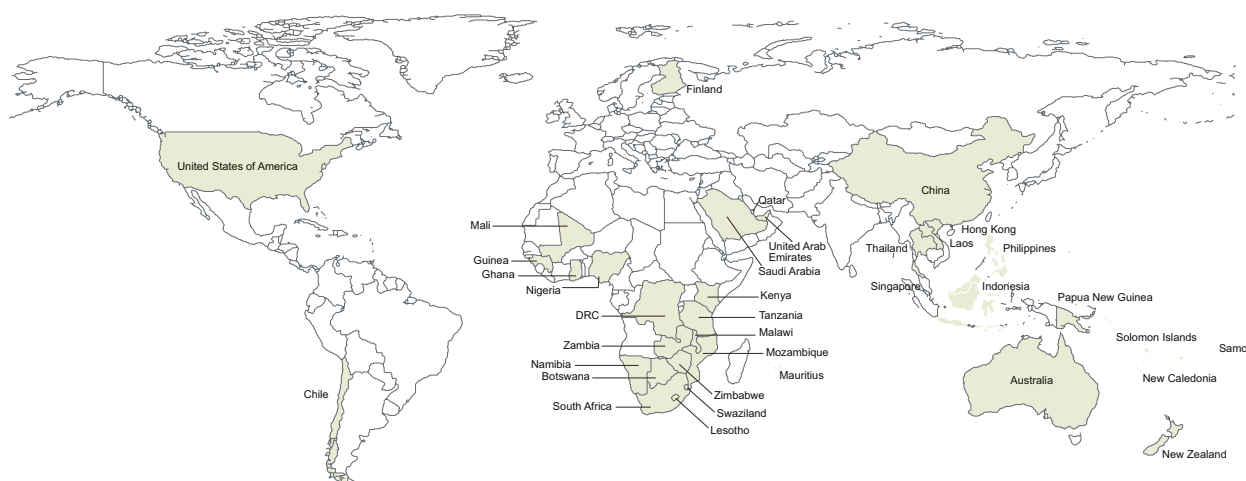 Finland
United States of America
China
Qatar
Mali
Hong Kong
Laos
United Arab
Emirates
Thailand
Philippines
Guinea
Saudi Arabia
Ghana
Nigeria
Singapore
Indonesia
Kenya
Papua New Guinea
DRC
Tanzania
Malawi
Solomon Islands
Zambia
Samo
Mozambique
Namibia
Mauritius
Botswana
New Caledonia
Australia
Chile
Zimbabwe
South Africa
Swaziland
Lesotho
New Zealand